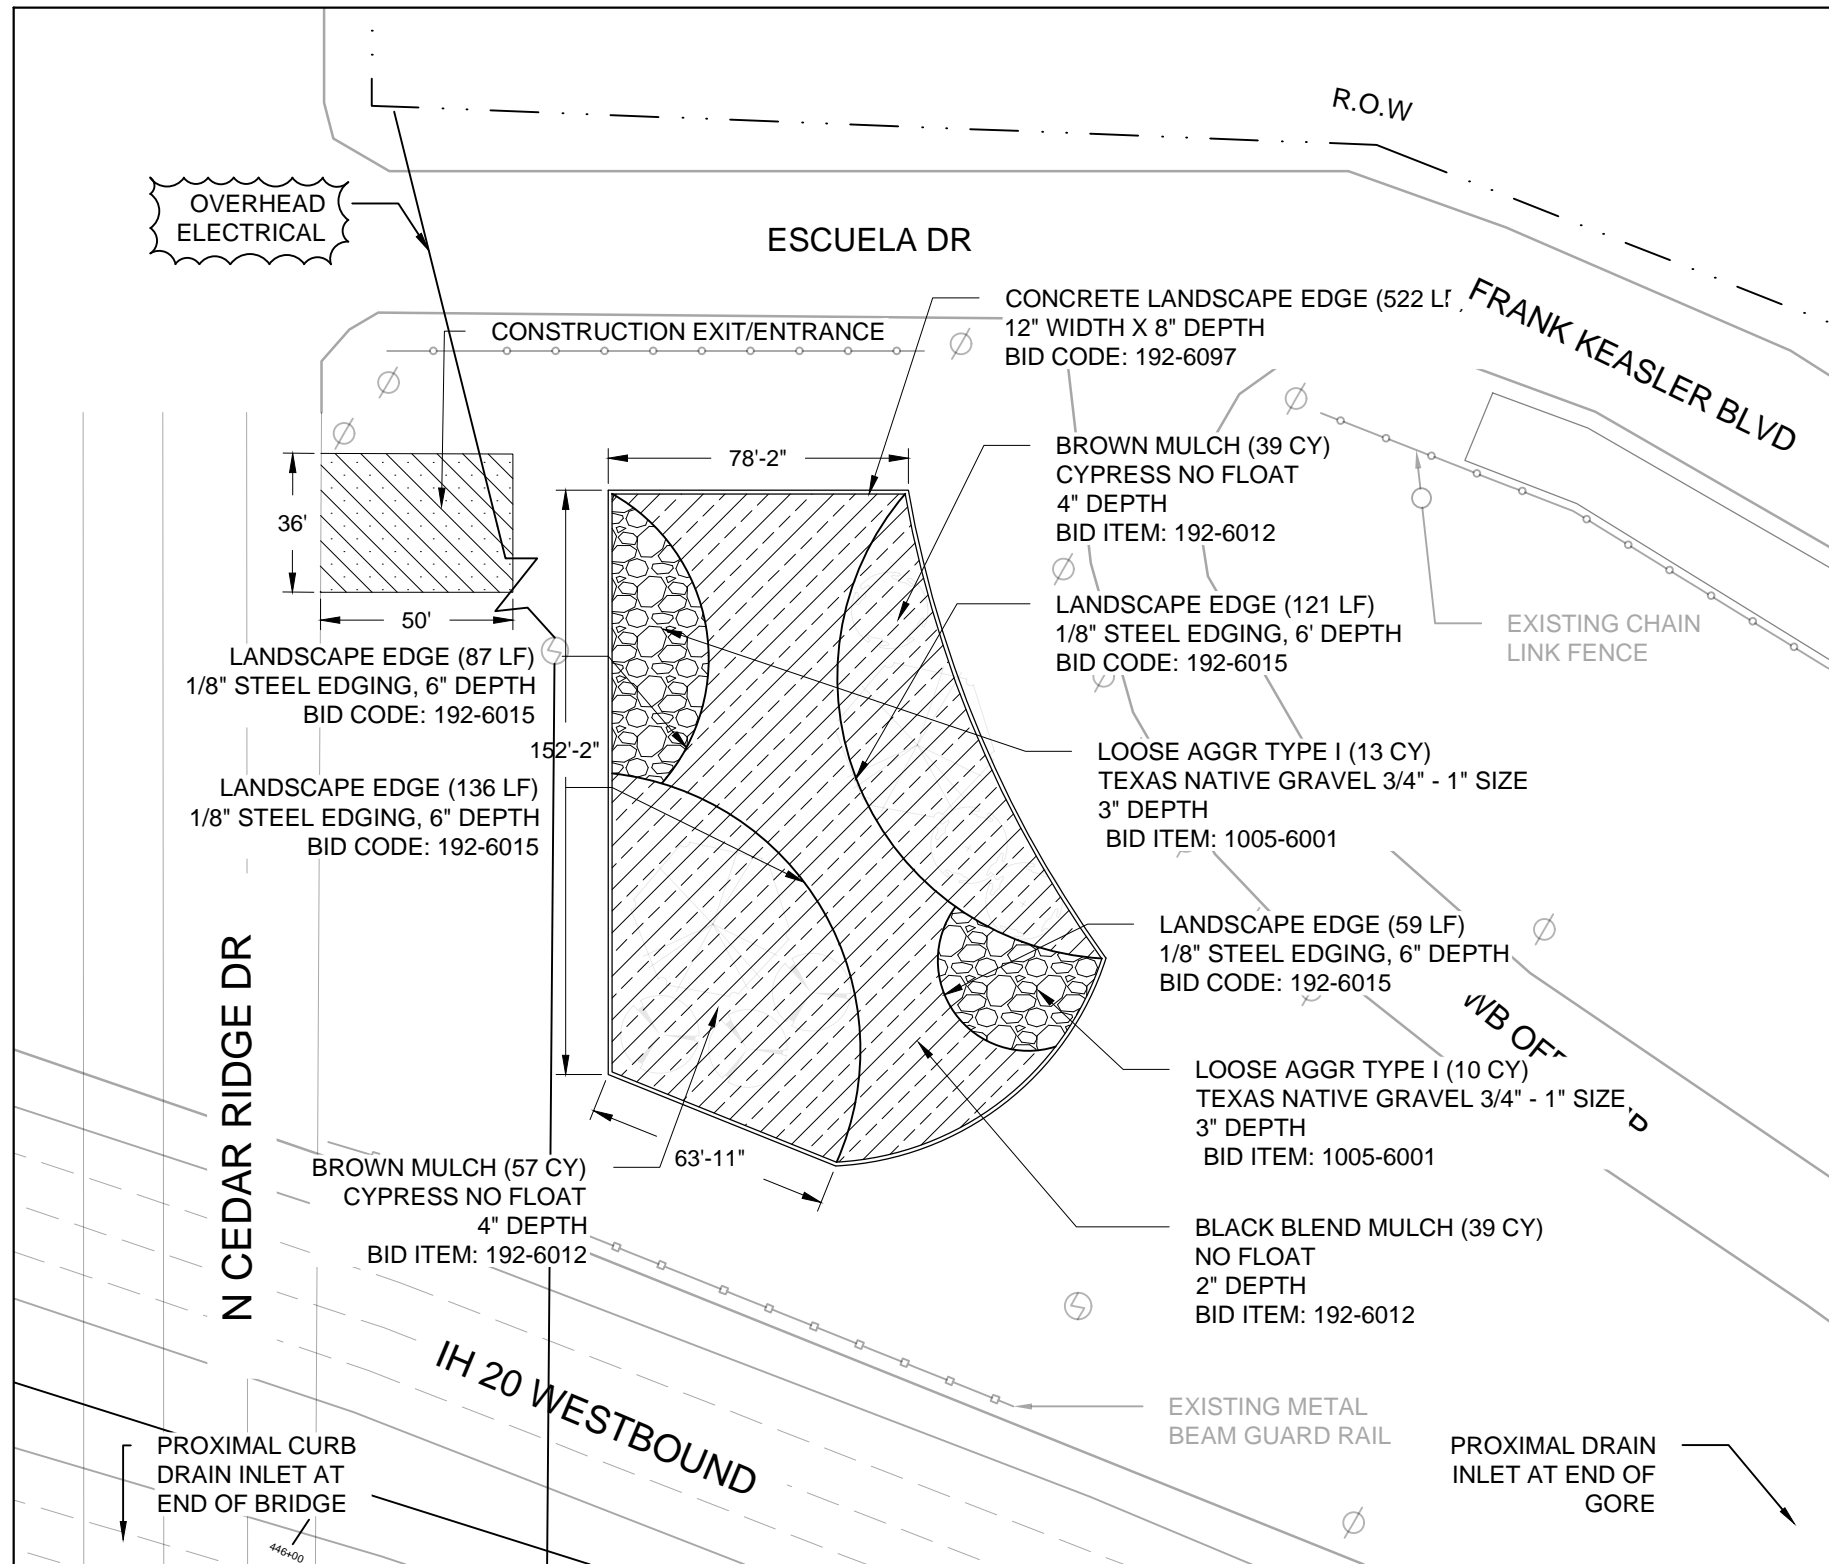 R.O.W
OVERHEAD
ELECTRICAL
ESCUELA DR
FRANK KEASLER BLVD
CONCRETE LANDSCAPE EDGE (522 LF
12" WIDTH X 8" DEPTH
BID CODE: 192-6097
CONSTRUCTION EXIT/ENTRANCE
BROWN MULCH (39 CY)
CYPRESS NO FLOAT
4" DEPTH
BID ITEM: 192-6012
78'-2"
36'
50'
LANDSCAPE EDGE (121 LF)
1/8" STEEL EDGING, 6' DEPTH
BID CODE: 192-6015
EXISTING CHAIN
LINK FENCE
LANDSCAPE EDGE (87 LF)
1/8" STEEL EDGING, 6" DEPTH
BID CODE: 192-6015
152'-2"
LOOSE AGGR TYPE I (13 CY)
TEXAS NATIVE GRAVEL 3/4" - 1" SIZE
3" DEPTH
BID ITEM: 1005-6001
LANDSCAPE EDGE (136 LF)
1/8" STEEL EDGING, 6" DEPTH
BID CODE: 192-6015
LANDSCAPE EDGE (59 LF)
1/8" STEEL EDGING, 6" DEPTH
BID CODE: 192-6015
N CEDAR RIDGE DR
WB OF
LOOSE AGGR TYPE I (10 CY)
TEXAS NATIVE GRAVEL 3/4" - 1" SIZE
3" DEPTH
BID ITEM: 1005-6001
63'-11"
BROWN MULCH (57 CY)
CYPRESS NO FLOAT
4" DEPTH
BID ITEM: 192-6012
BLACK BLEND MULCH (39 CY)
NO FLOAT
2" DEPTH
BID ITEM: 192-6012
IH 20 WESTBOUND
EXISTING METAL
BEAM GUARD RAIL
PROXIMAL CURB
DRAIN INLET AT
END OF BRIDGE
PROXIMAL DRAIN
INLET AT END OF
GORE
446+00